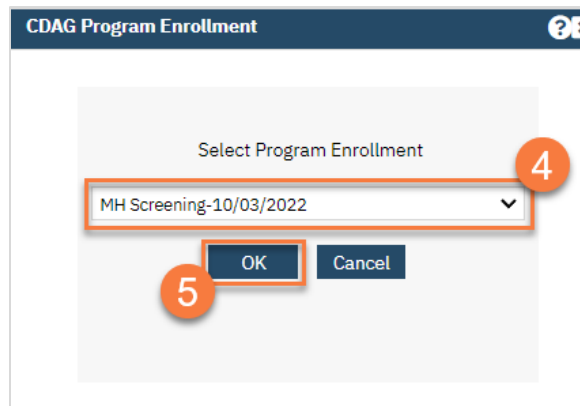 CDAG Program Enrollment
?
Select Program Enrollment
4
MH Screening-10/03/2022
OK Cancel
5